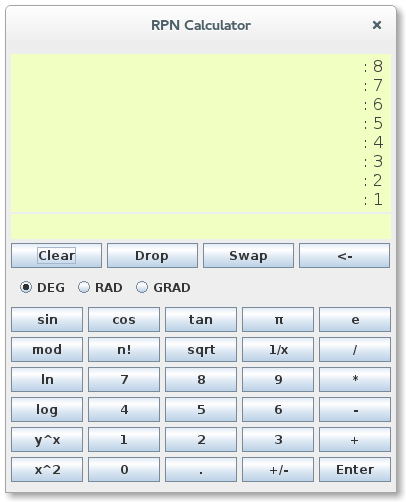 RPN Calculator ×
: 8
: 7
: 6
: 5
: 4
: 3
: 2
: 1
Clear Drop Swap <-
DEG RAD GRAD
sin cos tan π e
mod n! sqrt 1/x /
ln 7 8 9 *
log 4 5 6 -
y^x 1 2 3 +
x^2 0 . +/- Enter